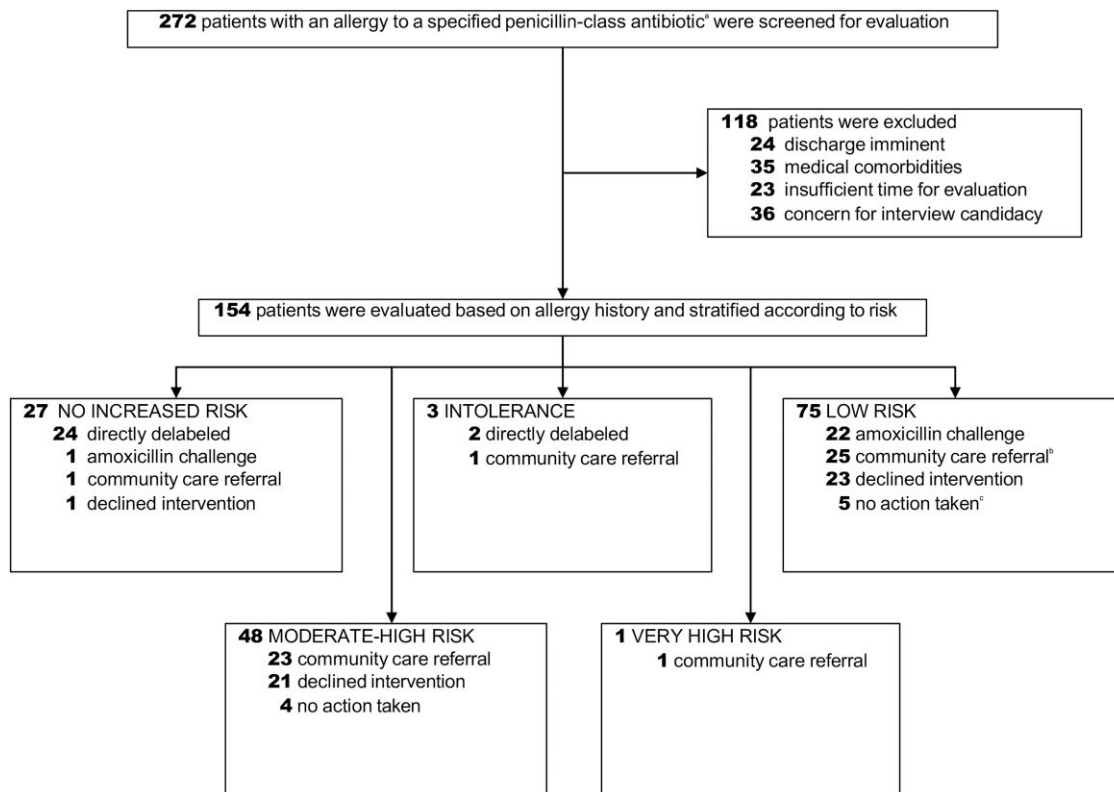 272 patients with an allergy to a specified penicillin-class antibioticª were screened for evaluation
118 patients were excluded
24 discharge imminent
35 medical comorbidities
23 insufficient time for evaluation
36 concern for interview candidacy
154 patients were evaluated based on allergy history and stratified according to risk
27 NO INCREASED RISK
24 directly delabeled
1 amoxicillin challenge
1 community care referral
1 declined intervention
3 INTOLERANCE
2 directly delabeled
1 community care referral
75 LOW RISK
22 amoxicillin challenge
25 community care referralᵇ
23 declined intervention
5 no action takenᶜ
48 MODERATE-HIGH RISK
23 community care referral
21 declined intervention
4 no action taken
1 VERY HIGH RISK
1 community care referral